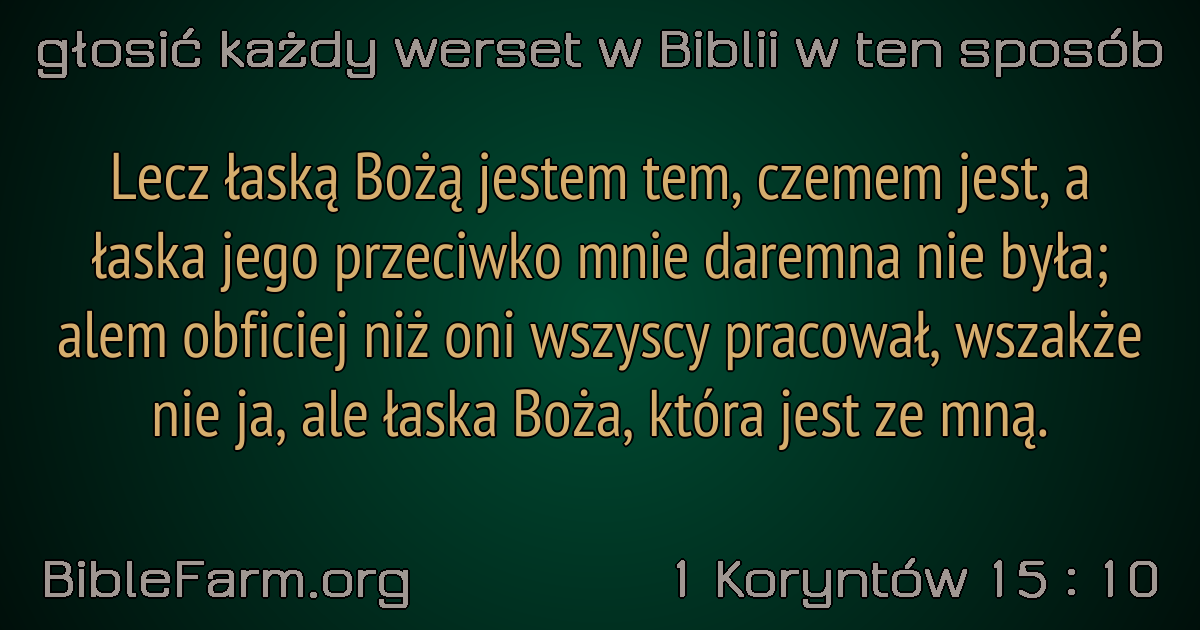 głosić każdy werset w Biblii w ten sposób
Lecz łaską Bożą jestem tem, czemem jest, a
łaska jego przeciwko mnie daremna nie była;
alem obficiej niż oni wszyscy pracował, wszakże
nie ja, ale łaska Boża, która jest ze mną.
BibleFarm.org
1 Koryntów 15 : 10